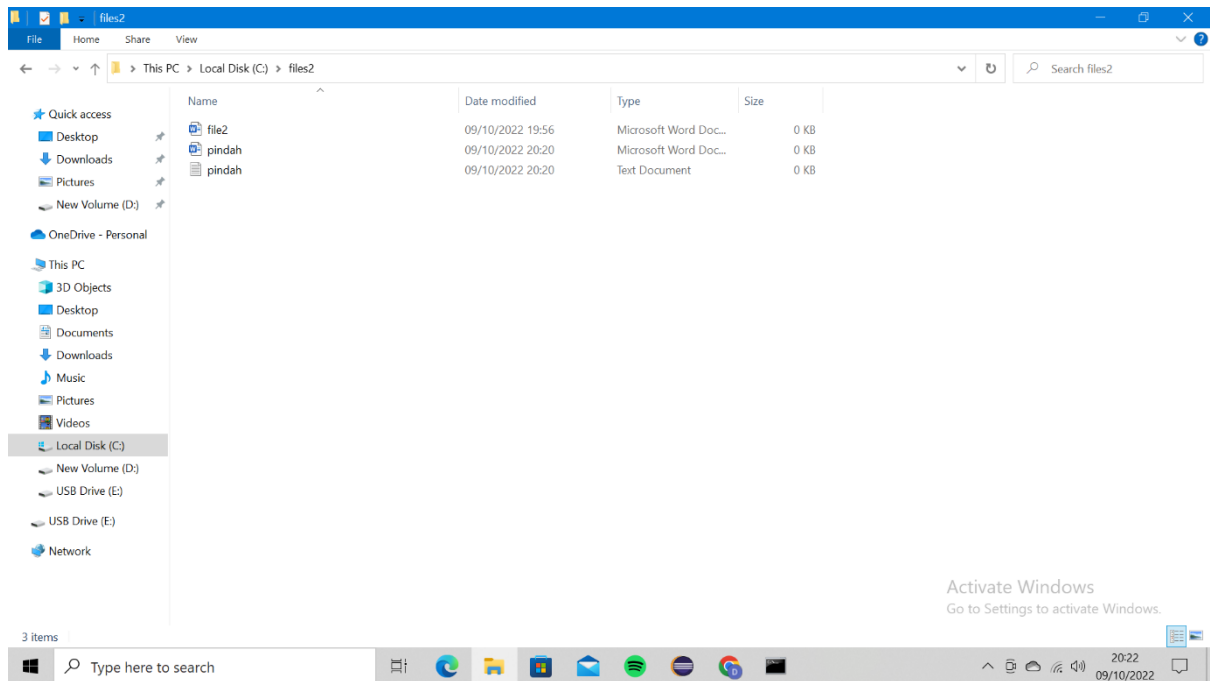 files2
File Home Share View
This PC > Local Disk (C:) > files2
Search files2
Name Date modified Type Size
file2 09/10/2022 19:56 Microsoft Word Doc... 0 KB
pindah 09/10/2022 20:20 Microsoft Word Doc... 0 KB
pindah 09/10/2022 20:20 Text Document 0 KB
Quick access
Desktop
Downloads
Pictures
New Volume (D:)
OneDrive - Personal
This PC
3D Objects
Desktop
Documents
Downloads
Music
Pictures
Videos
Local Disk (C:)
New Volume (D:)
USB Drive (E:)
USB Drive (E:)
Network
Activate Windows
Go to Settings to activate Windows.
3 items
Type here to search
20:22
09/10/2022